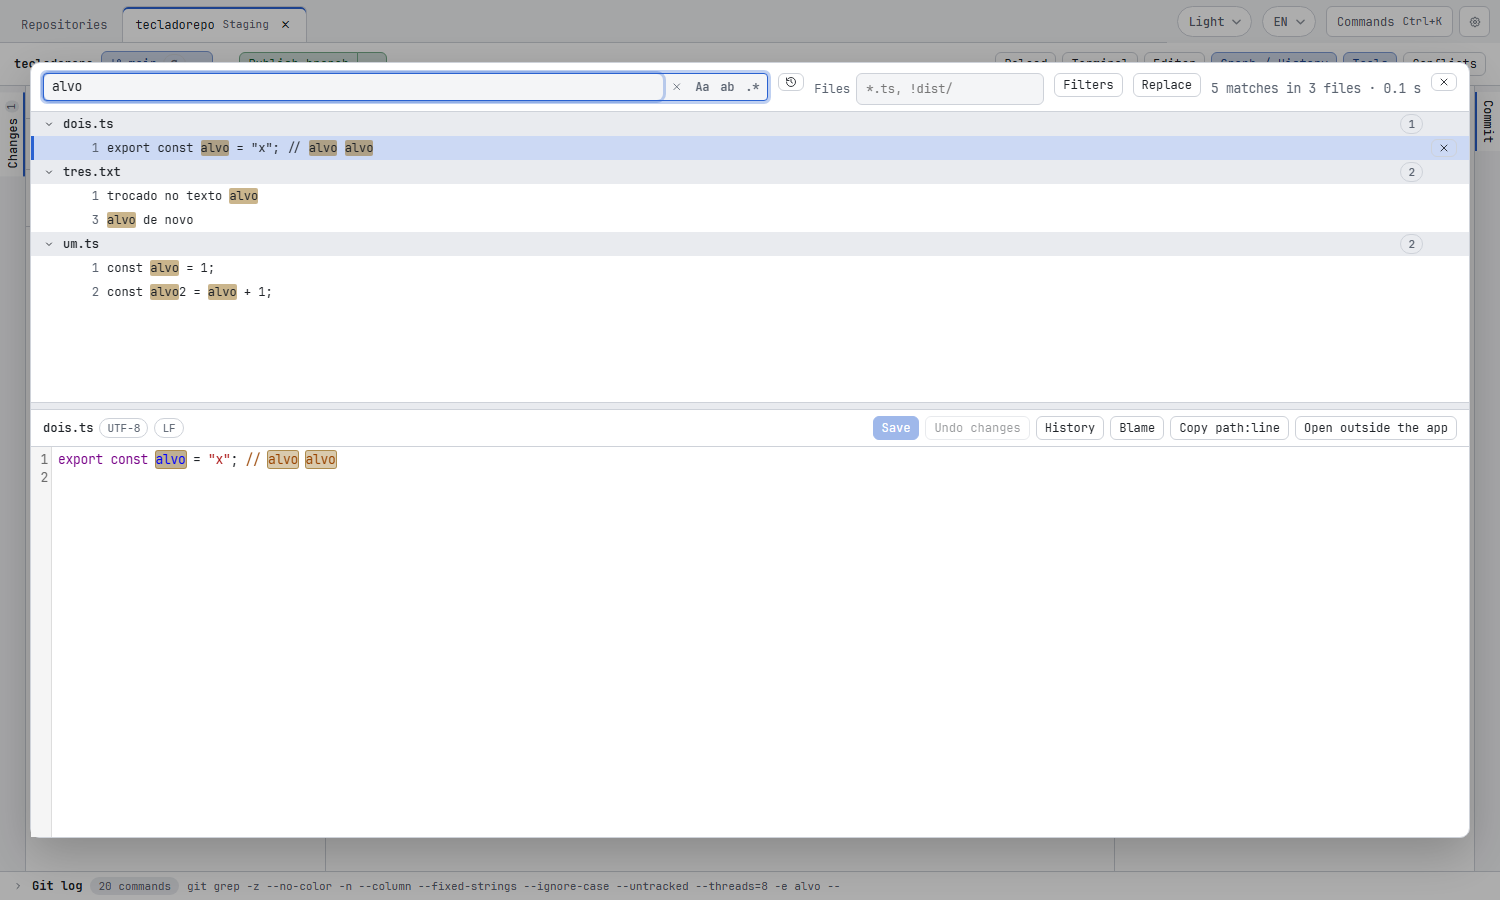 Repositories
tecladorepo Staging ×
Light
EN
Commands Ctrl+K
alvo
× Aa ab .*
Files
*.ts, !dist/
Filters
Replace
5 matches in 3 files · 0.1 s
×
1
Changes
Commit
dois.ts
1
1 export const alvo = "x"; // alvo alvo
×
tres.txt
2
1 trocado no texto alvo
3 alvo de novo
um.ts
2
1 const alvo = 1;
2 const alvo2 = alvo + 1;
dois.ts UTF-8 LF
Save
Undo changes
History
Blame
Copy path:line
Open outside the app
1 export const alvo = "x"; // alvo alvo
2
Git log 20 commands git grep -z --no-color -n --column --fixed-strings --ignore-case --untracked --threads=8 -e alvo --